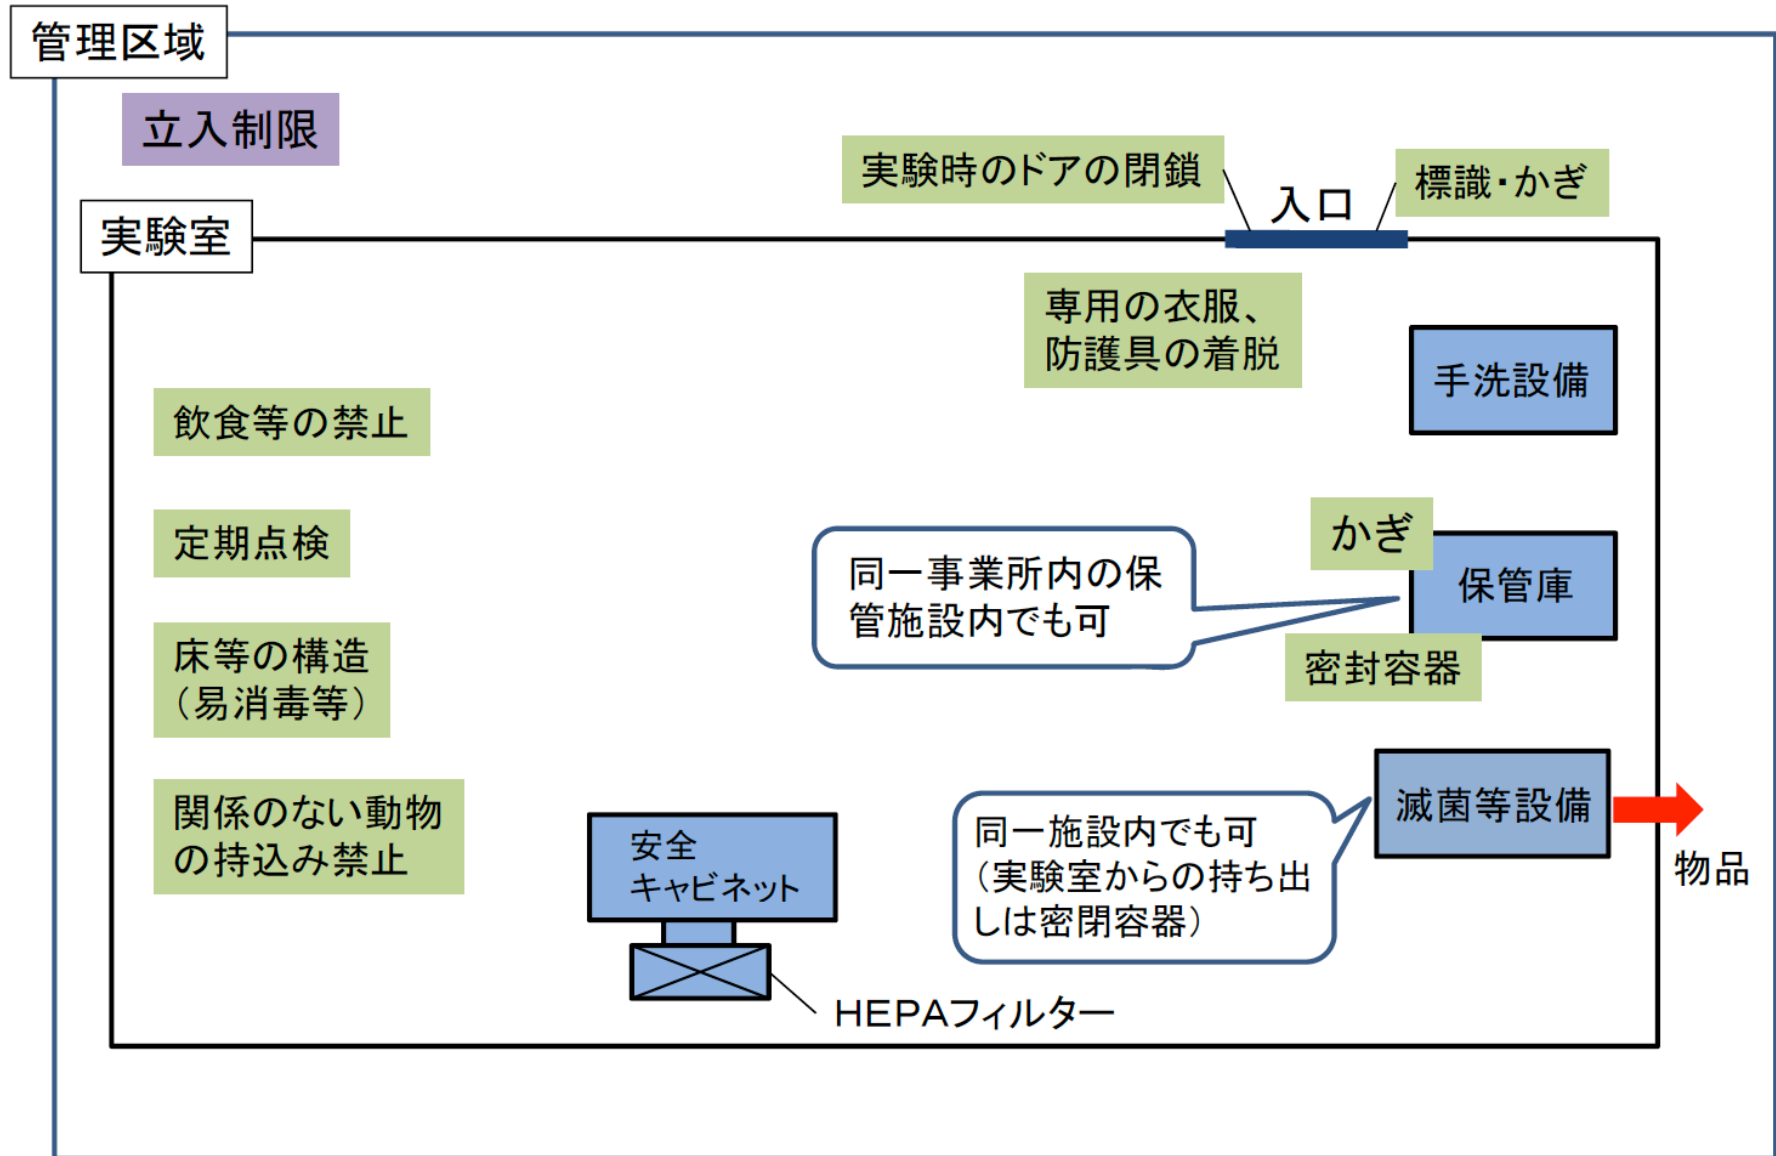 管理区域
立入制限
実験時のドアの閉鎖
入口
標識・かぎ
実験室
専用の衣服、
防護具の着脱
手洗設備
飲食等の禁止
定期点検
同一事業所内の保
管施設内でも可
かぎ
保管庫
密封容器
床等の構造
（易消毒等）
関係のない動物
の持込み禁止
安全
キャビネット
HEPAフィルター
同一施設内でも可
（実験室からの持ち出
しは密閉容器）
滅菌等設備
物品